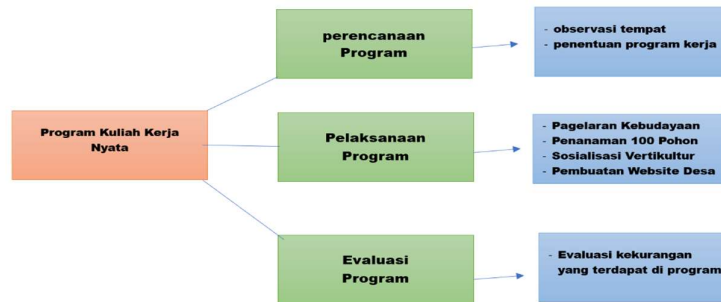 Program Kuliah Kerja
Nyata
perencanaan
Program
- observasi tempat
- penentuan program kerja
Pelaksanaan
Program
- Pagelaran Kebudayaan
- Penanaman 100 Pohon
- Sosialisasi Vertikultur
- Pembuatan Website Desa
Evaluasi
Program
- Evaluasi kekurangan
yang terdapat di program